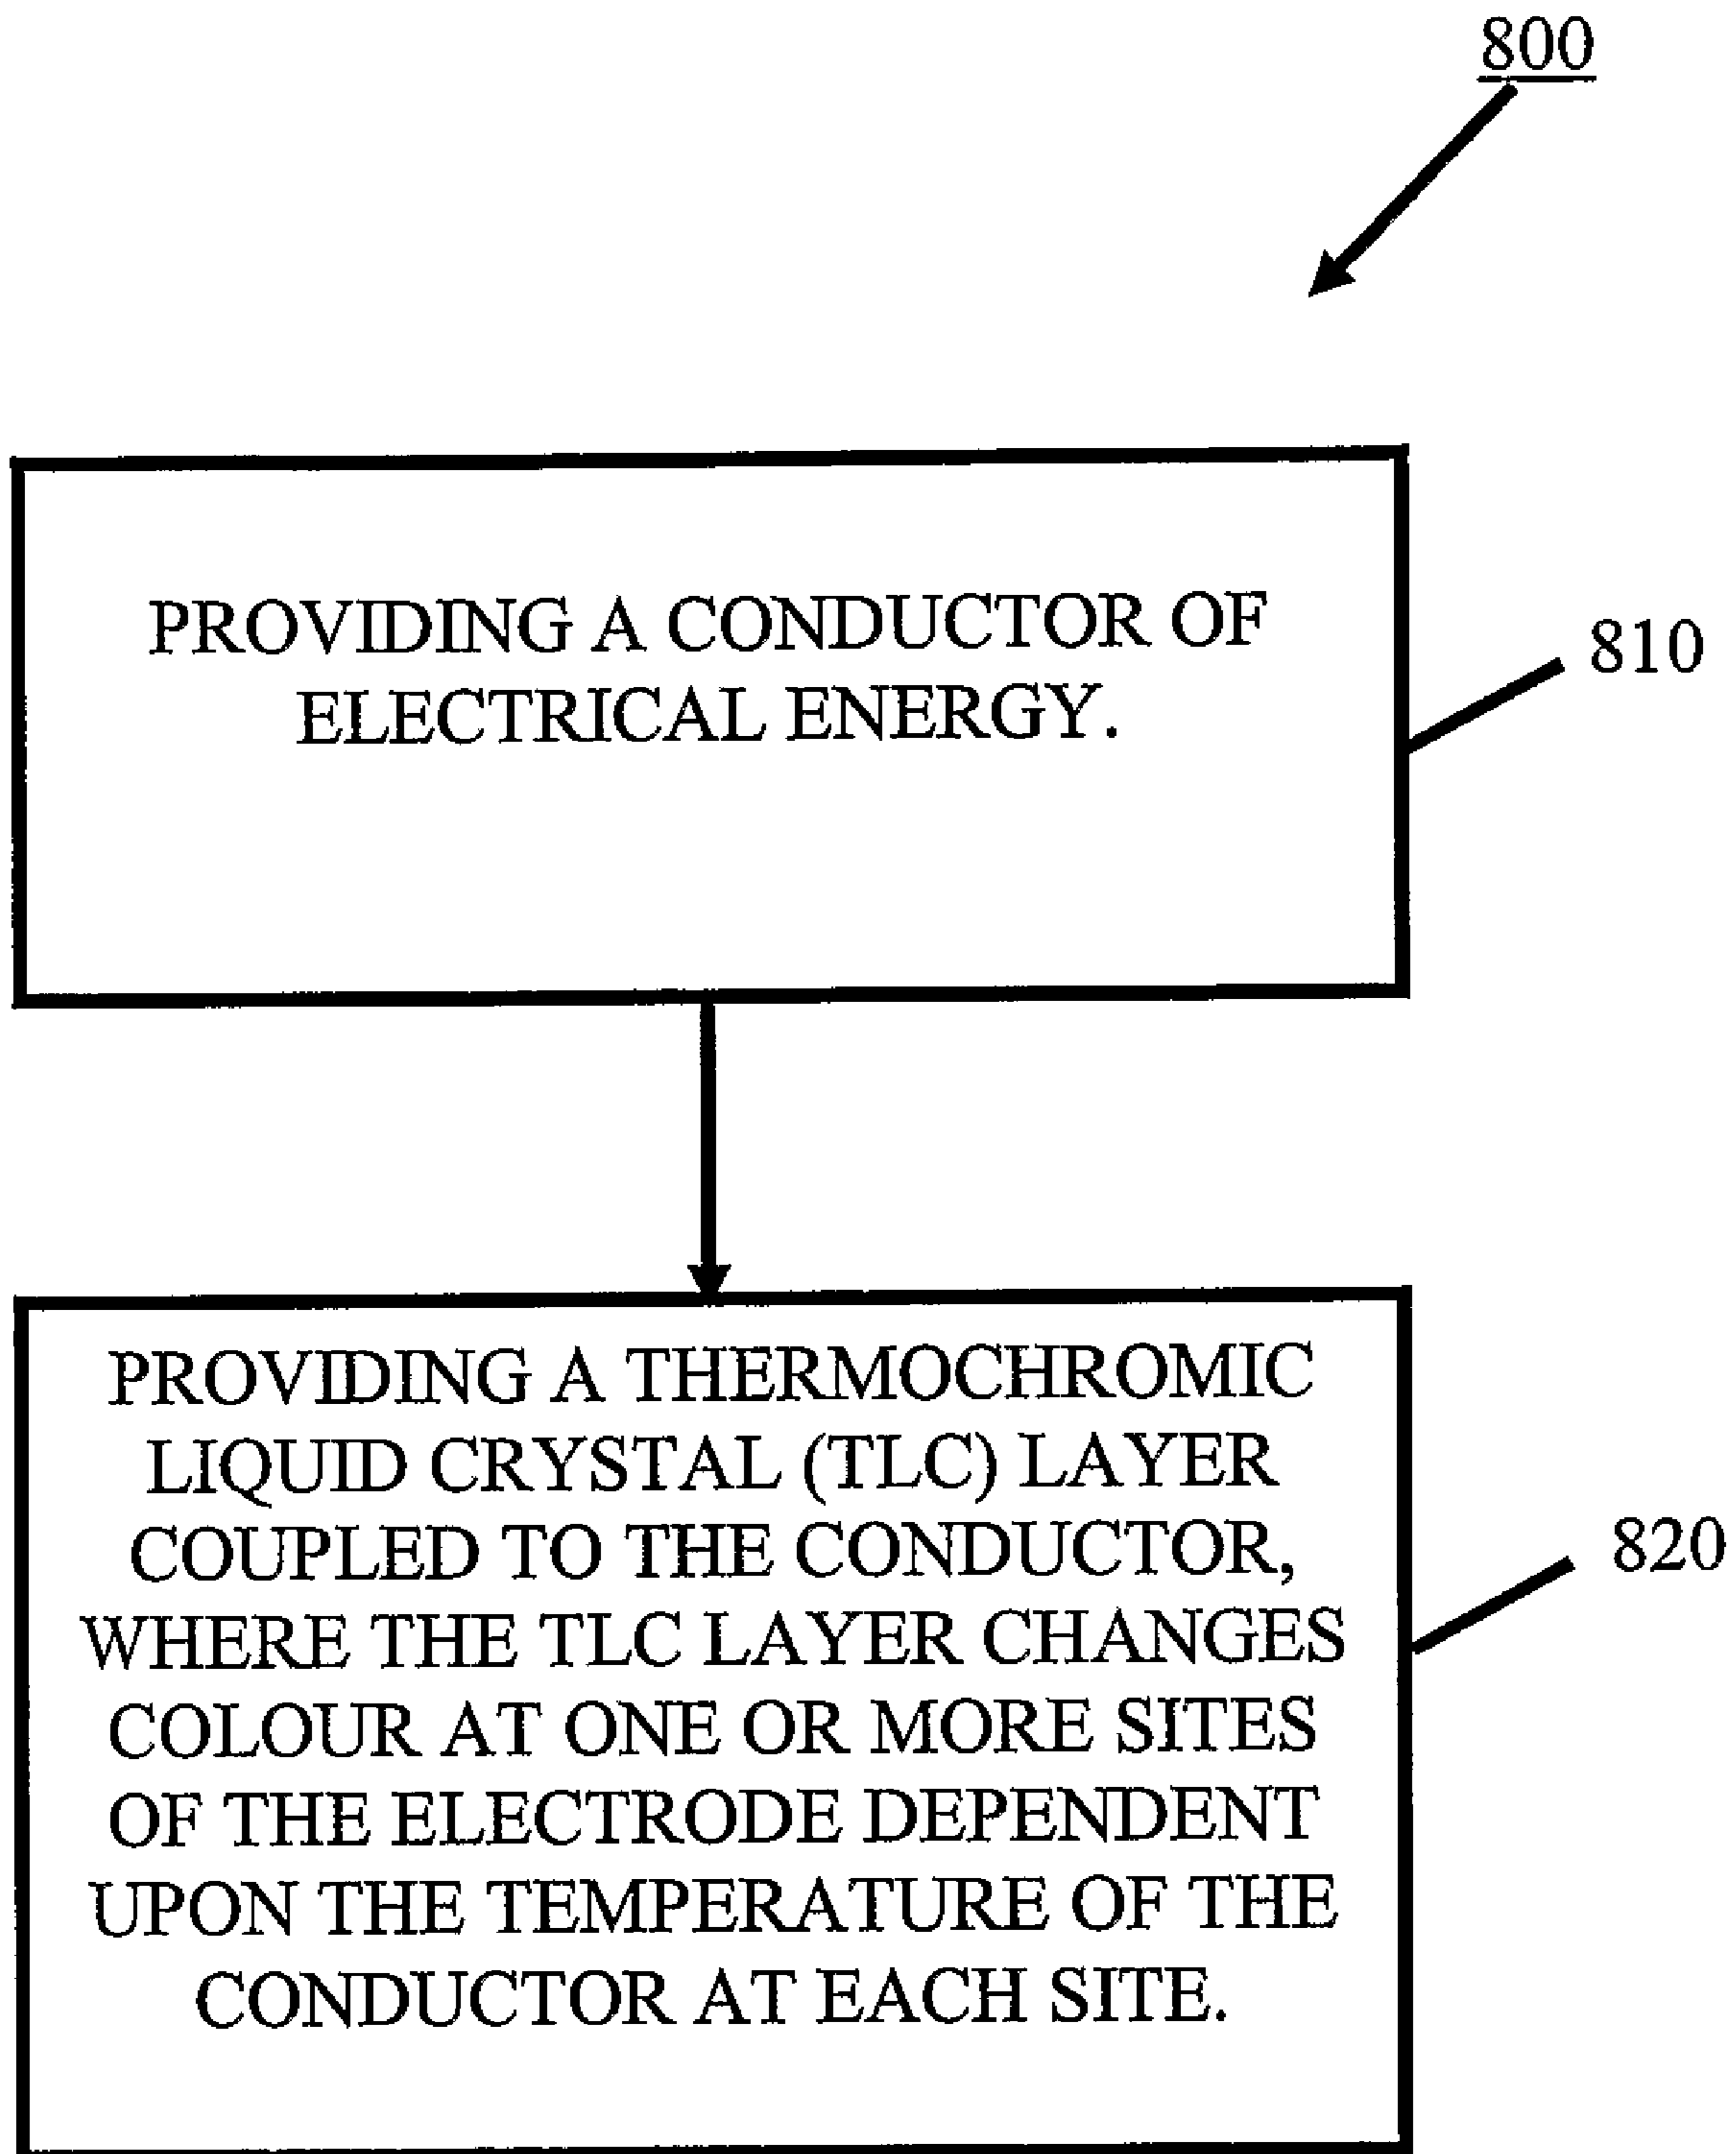 800
PROVIDING A CONDUCTOR OF
ELECTRICAL ENERGY.
810
PROVIDING A THERMOCHROMIC
LIQUID CRYSTAL (TLC) LAYER
COUPLED TO THE CONDUCTOR,
WHERE THE TLC LAYER CHANGES
COLOUR AT ONE OR MORE SITES
OF THE ELECTRODE DEPENDENT
UPON THE TEMPERATURE OF THE
CONDUCTOR AT EACH SITE.
820